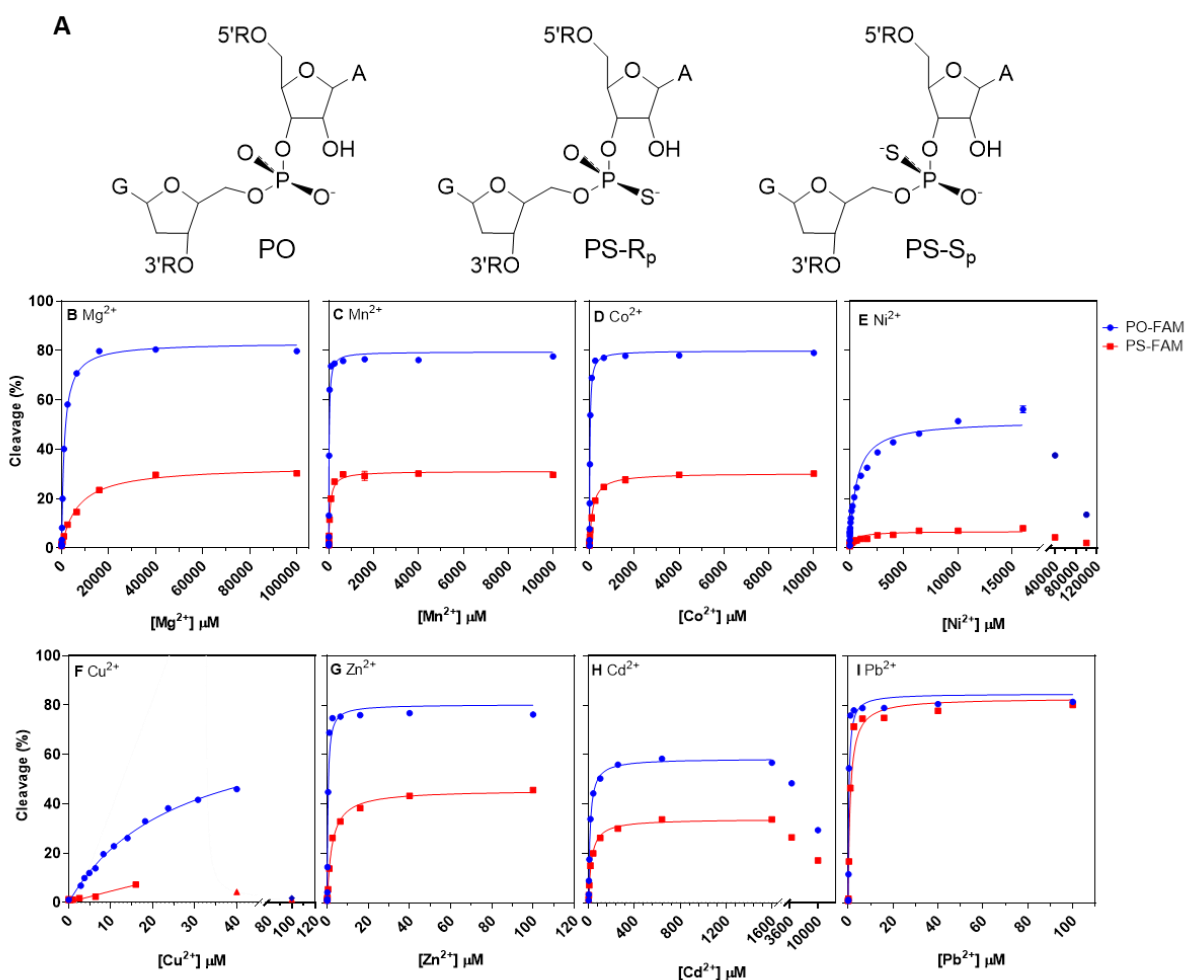 A
5'RO
O
A
O
OH
O
P
O
O⁻
G
O
3'RO
PO
5'RO
O
A
O
OH
O
P
O
S⁻
G
O
3'RO
PS-Rₚ
5'RO
O
A
O
OH
⁻S
P
O
O⁻
G
O
3'RO
PS-Sₚ
Cleavage (%)
100
80
60
40
20
0
B Mg²⁺
0 20000 40000 60000 80000 100000
[Mg²⁺] μM
C Mn²⁺
0 2000 4000 6000 8000 10000
[Mn²⁺] μM
D Co²⁺
0 2000 4000 6000 8000 10000
[Co²⁺] μM
E Ni²⁺
0 5000 10000 15000 40000 80000 120000
[Ni²⁺] μM
PO-FAM
PS-FAM
Cleavage (%)
100
80
60
40
20
0
F Cu²⁺
0 20 40 80 100 120
[Cu²⁺] μM
G Zn²⁺
0 20 40 60 80 100
[Zn²⁺] μM
H Cd²⁺
0 400 800 1200 1600 3600 10000
[Cd²⁺] μM
I Pb²⁺
0 20 40 60 80 100
[Pb²⁺] μM